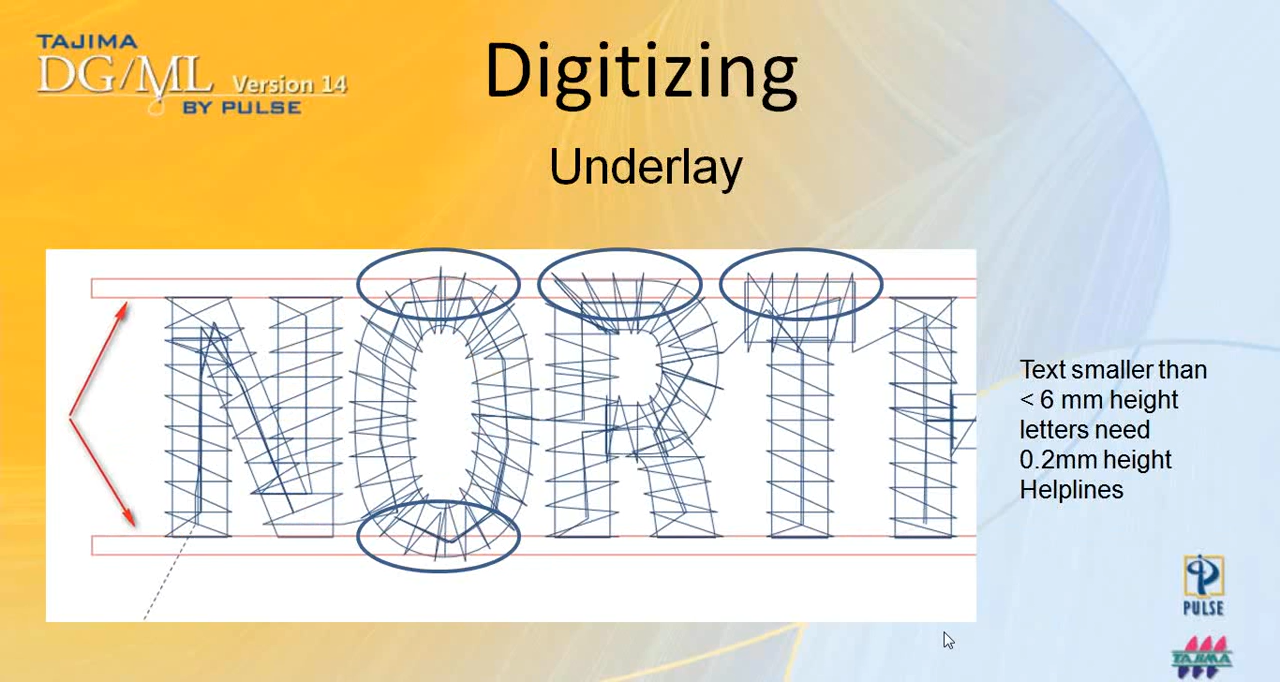 TAJIMA
DG/ML Version 14
BY PULSE
Digitizing
Underlay
NORTH
Text smaller than
< 6 mm height
letters need
0.2mm height
Helplines
PULSE
TAJIMA